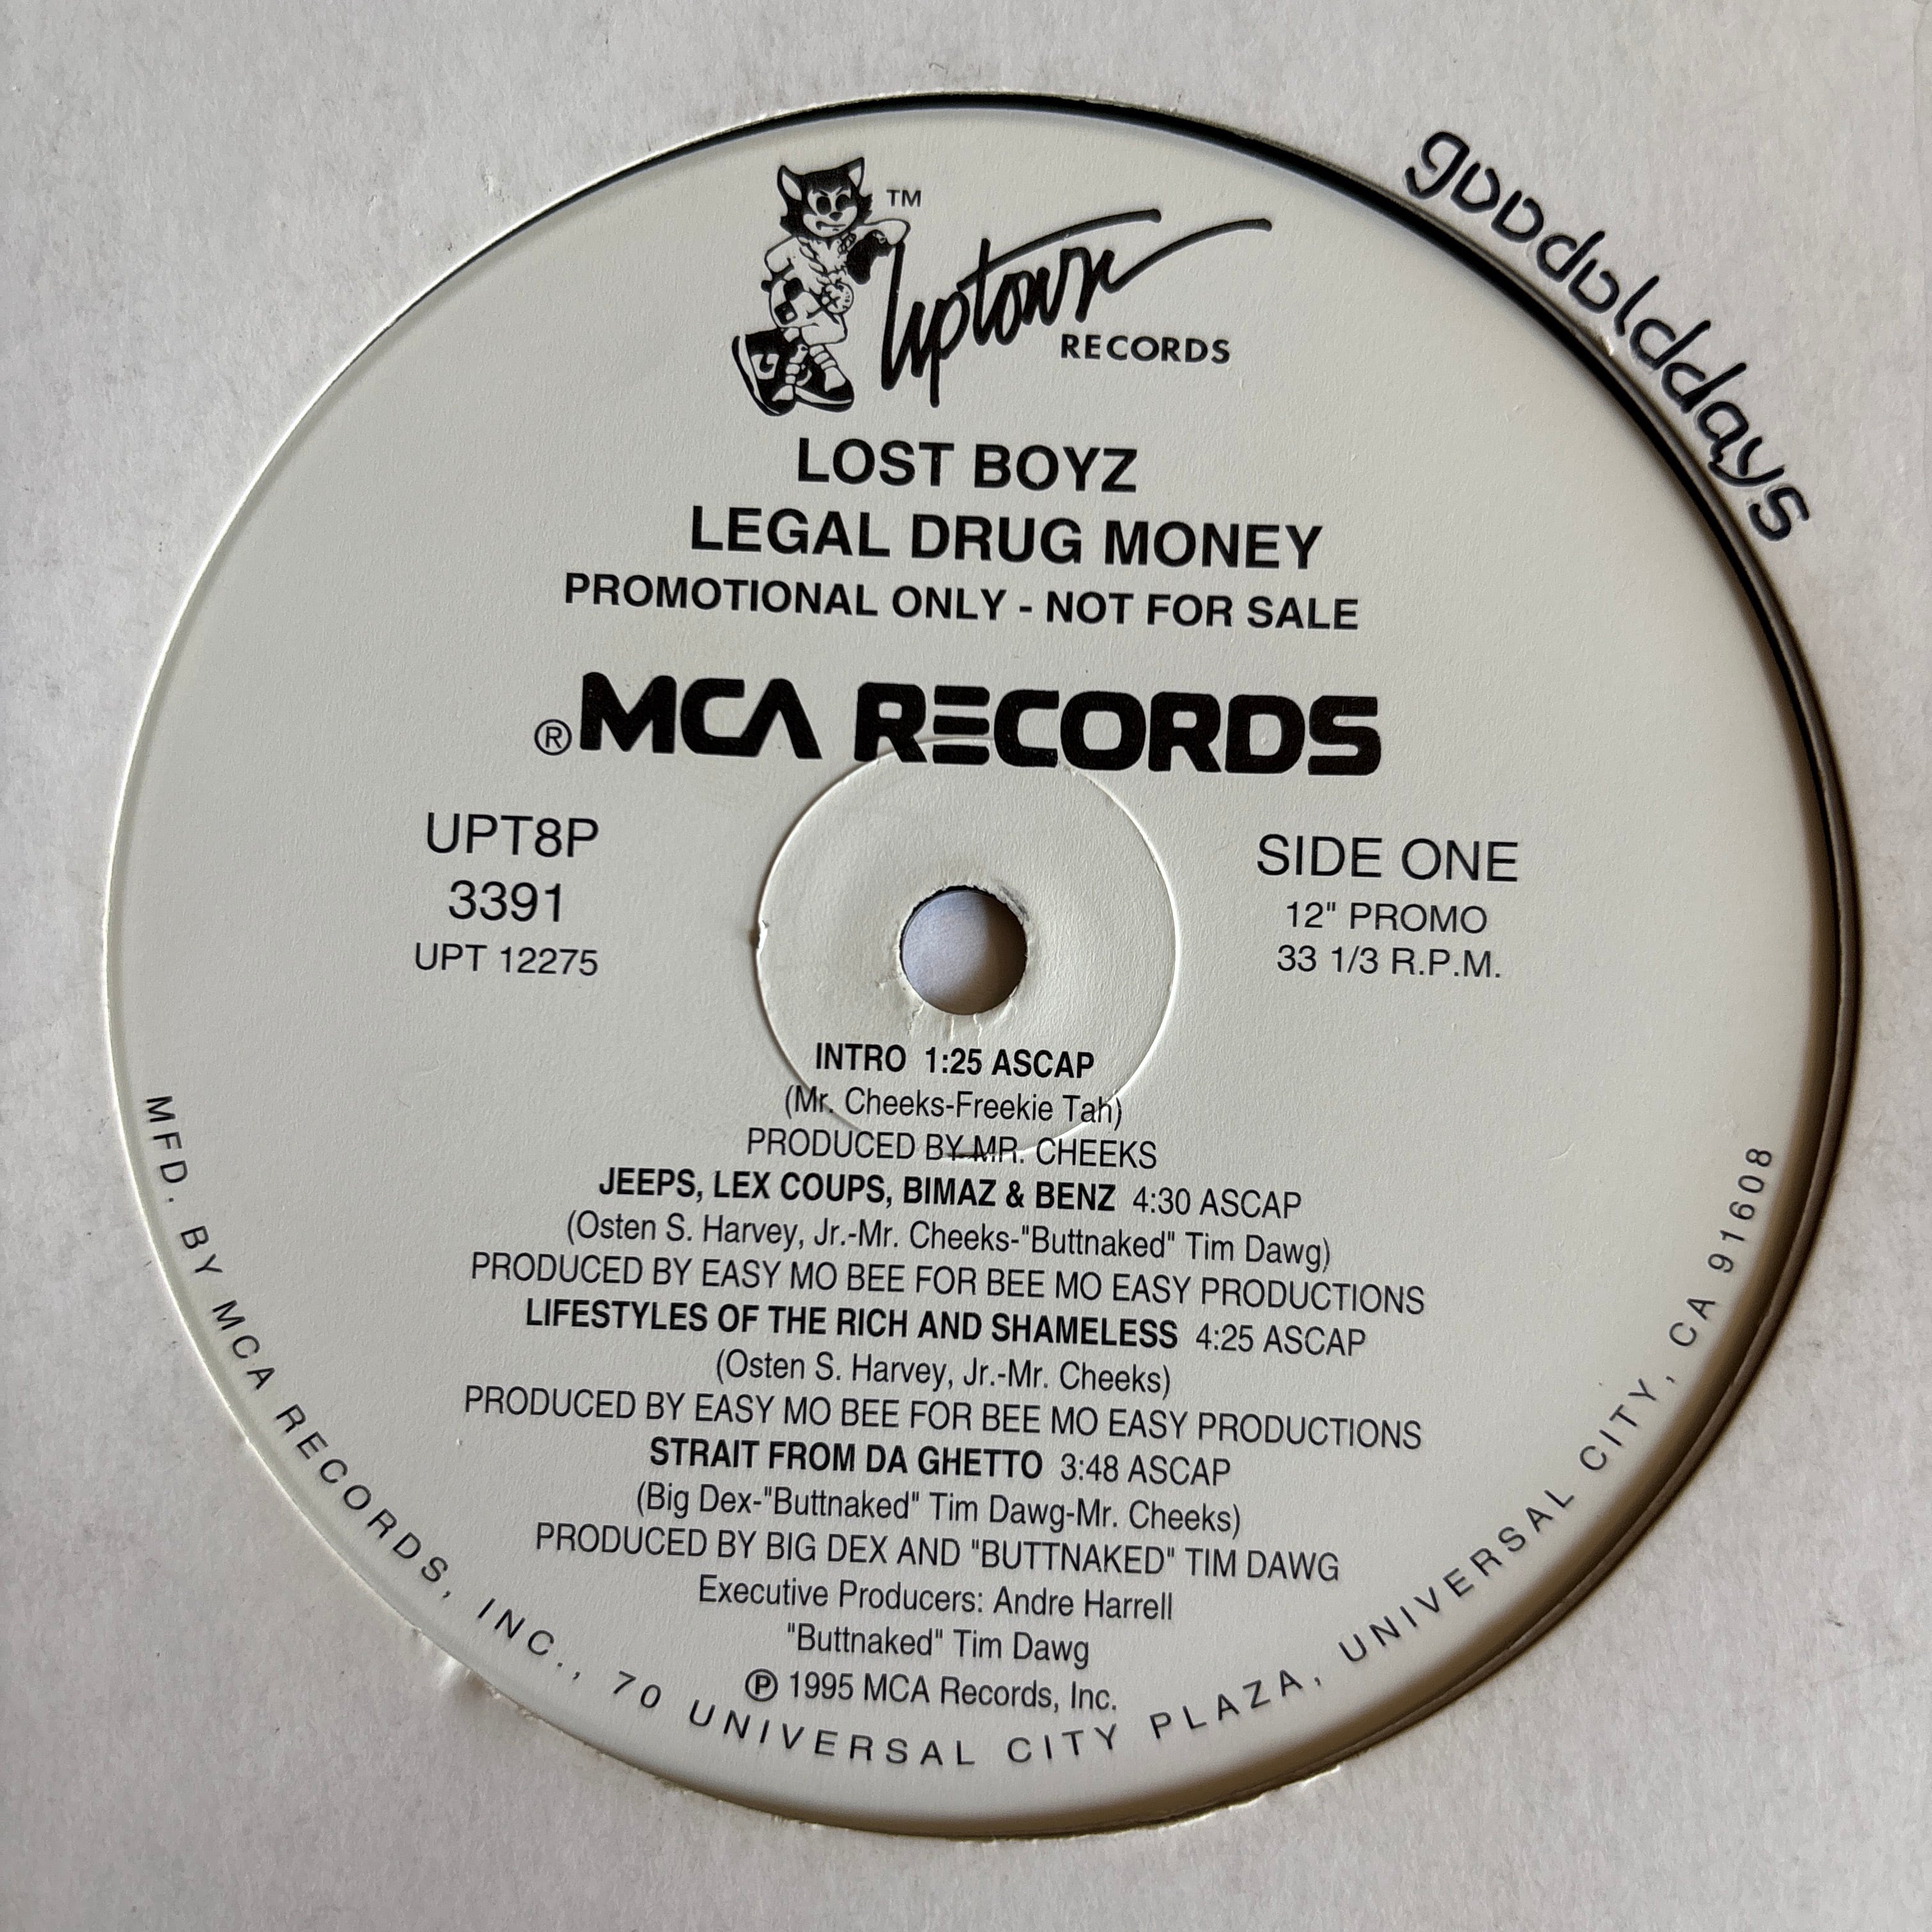 goodolddays
TM
Uptown
RECORDS
LOST BOYZ
LEGAL DRUG MONEY
PROMOTIONAL ONLY - NOT FOR SALE
®MCA RECORDS
UPT8P
3391
UPT 12275
SIDE ONE
12" PROMO
33 1/3 R.P.M.
INTRO 1:25 ASCAP
(Mr. Cheeks-Freekie Tah)
PRODUCED BY MR. CHEEKS
JEEPS, LEX COUPS, BIMAZ & BENZ 4:30 ASCAP
(Osten S. Harvey, Jr.-Mr. Cheeks-"Buttnaked" Tim Dawg)
PRODUCED BY EASY MO BEE FOR BEE MO EASY PRODUCTIONS
LIFESTYLES OF THE RICH AND SHAMELESS 4:25 ASCAP
(Osten S. Harvey, Jr.-Mr. Cheeks)
PRODUCED BY EASY MO BEE FOR BEE MO EASY PRODUCTIONS
STRAIT FROM DA GHETTO 3:48 ASCAP
(Big Dex-"Buttnaked" Tim Dawg-Mr. Cheeks)
PRODUCED BY BIG DEX AND "BUTTNAKED" TIM DAWG
Executive Producers: Andre Harrell
"Buttnaked" Tim Dawg
℗ 1995 MCA Records, Inc.
MFD. BY MCA RECORDS, INC., 70 UNIVERSAL CITY PLAZA, UNIVERSAL CITY, CA 91608